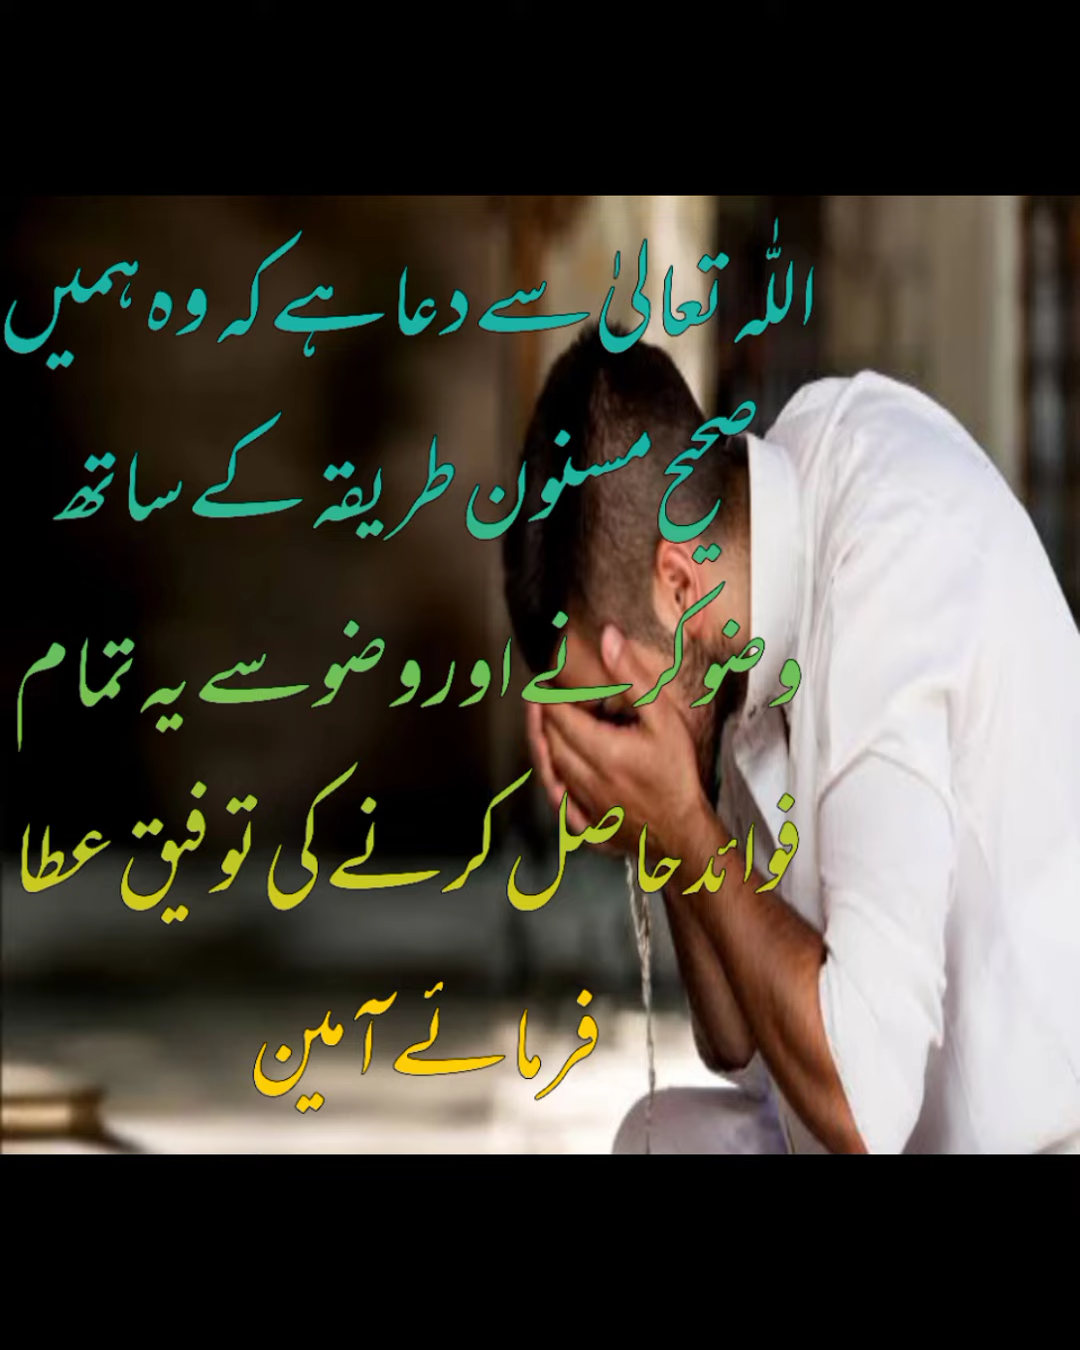 اللہ تعالیٰ سے دعا ہے کہ وہ ہمیں
صحیح مسنون طریقہ کے ساتھ
وضو کرنے اور وضو سے یہ تمام
فوائد حاصل کرنے کی توفیق عطا
فرمائے آمین